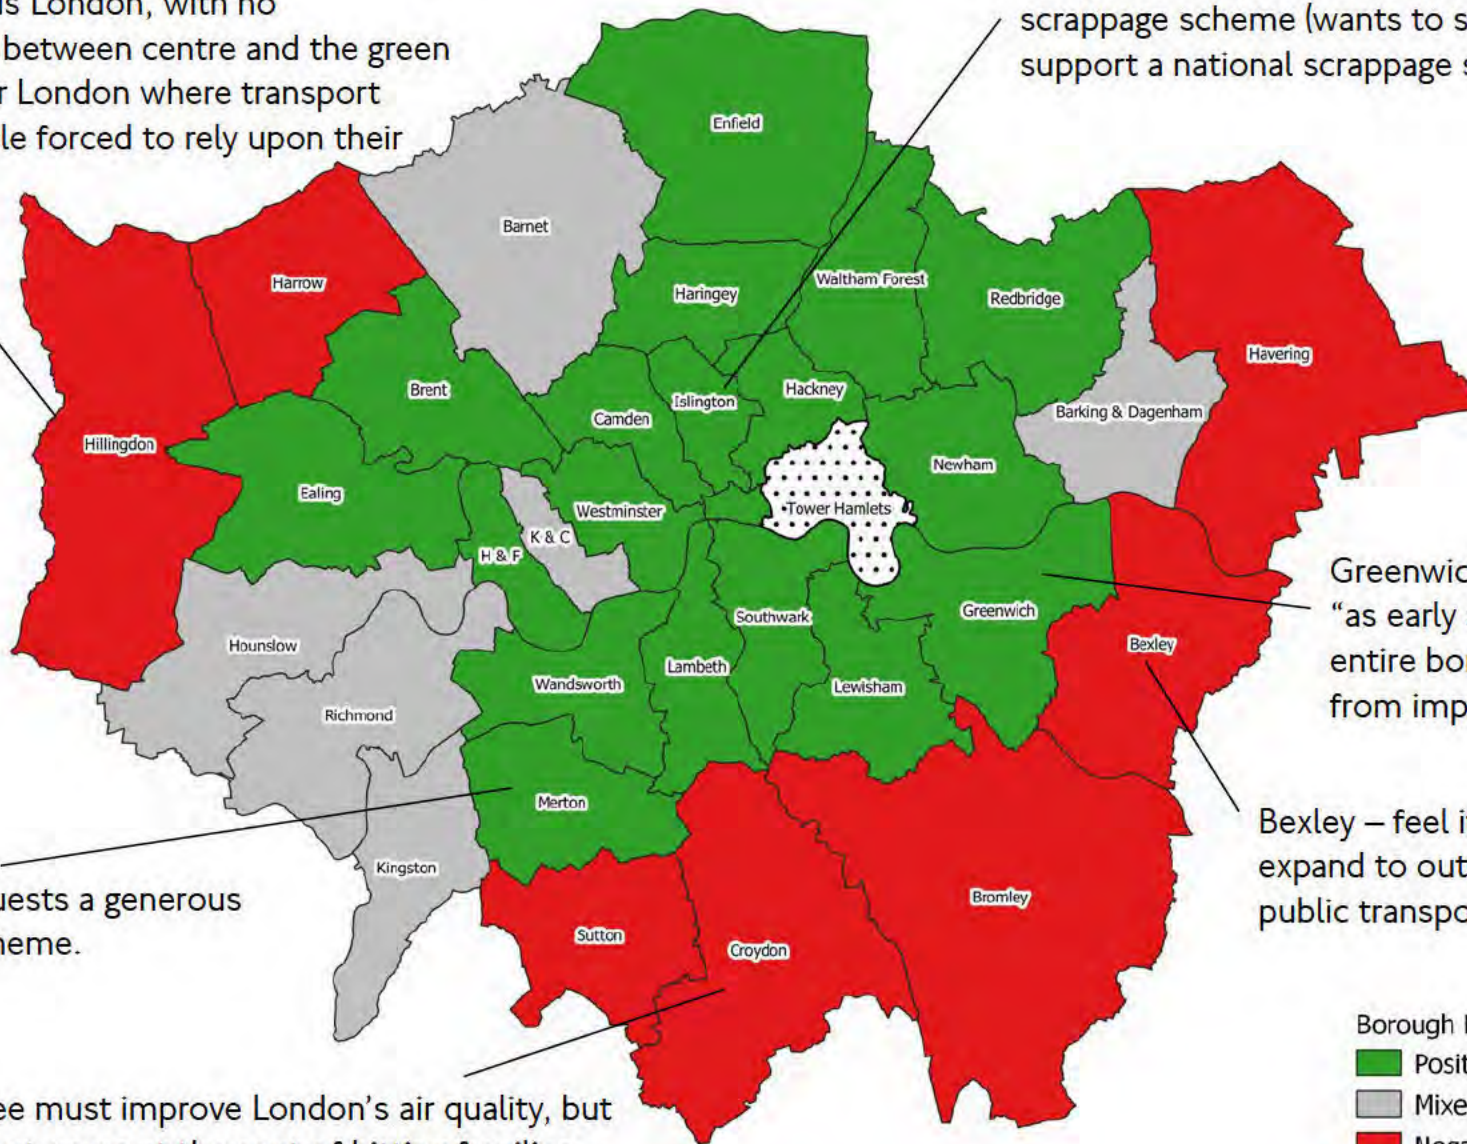 is London, with no
between centre and the green
r London where transport
le forced to rely upon their
scrappage scheme (wants to s
support a national scrappage s
Enfield
Barnet
Harrow
Haringey
Waltham Forest
Redbridge
Havering
Brent
Camden
Islington
Hackney
Barking & Dagenham
Hillingdon
Ealing
Westminster
Tower Hamlets
Newham
K & C
H & F
Greenwic
"as early
entire bor
from imp
Southwark
Greenwich
Hounslow
Bexley
Lambeth
Wandsworth
Lewisham
Richmond
Merton
Kingston
Bexley – feel i
expand to out
public transpo
uests a generous
neme.
Sutton
Croydon
Bromley
Borough
Posit
Mixe
Nega
ee must improve London's air quality, but